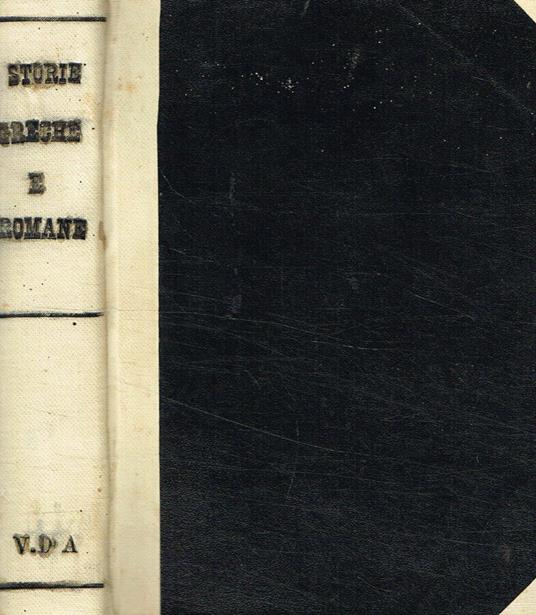 STORIE
GRECHE
E
ROMANE
V.D A